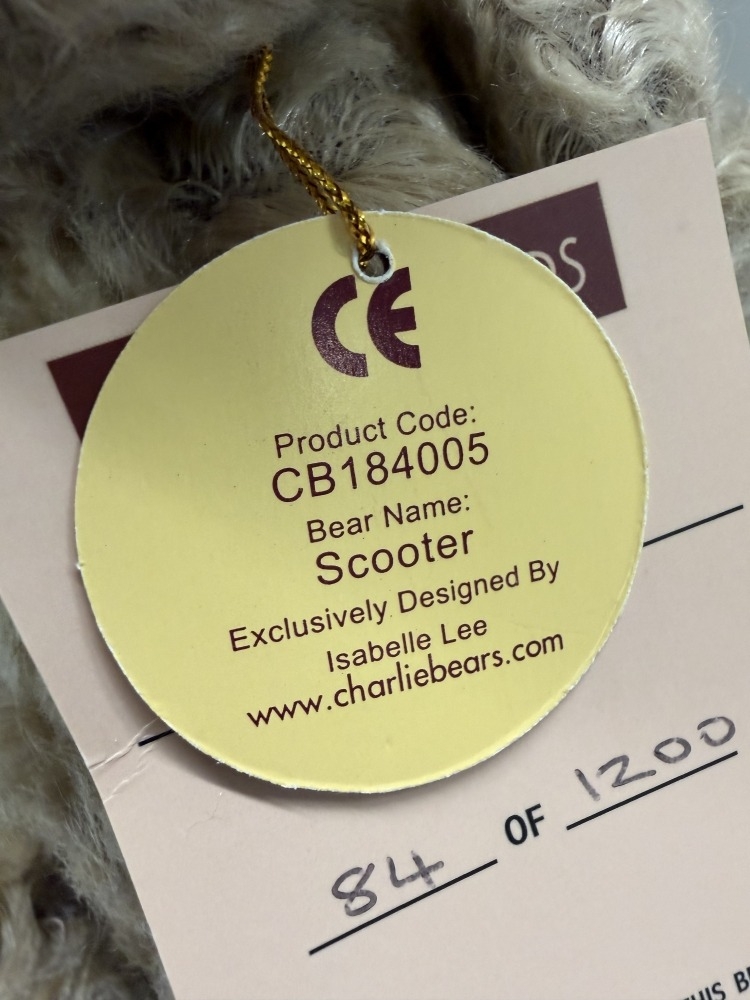 CE
Product Code:
CB184005
Bear Name:
Scooter
Exclusively Designed By
Isabelle Lee
www.charliebears.com
84 OF 1200